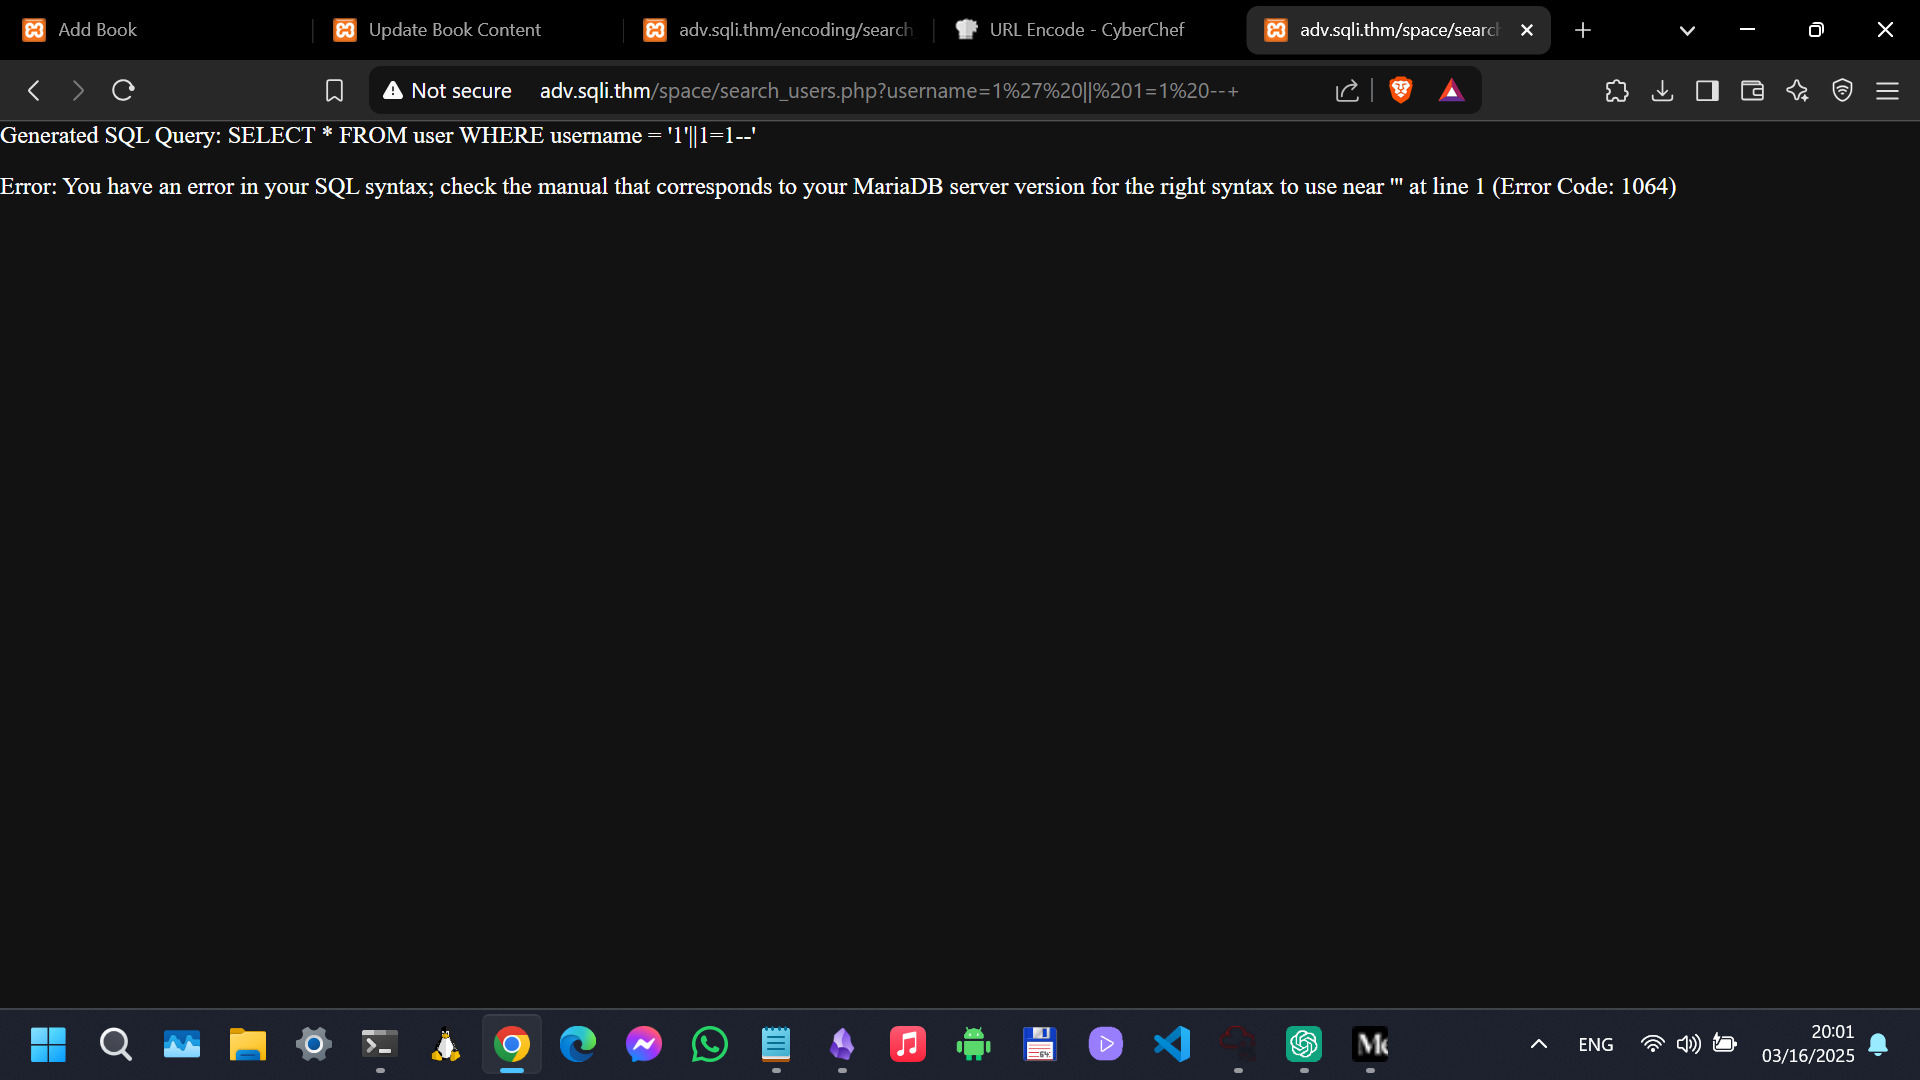 Add Book
Update Book Content
adv.sqli.thm/encoding/search
URL Encode - CyberChef
adv.sqli.thm/space/search
Not secure
adv.sqli.thm/space/search_users.php?username=1%27%20||%201=1%20--+
Generated SQL Query: SELECT * FROM user WHERE username = '1'||1=1--'
Error: You have an error in your SQL syntax; check the manual that corresponds to your MariaDB server version for the right syntax to use near ''' at line 1 (Error Code: 1064)
64
Me
ENG
20:01
03/16/2025